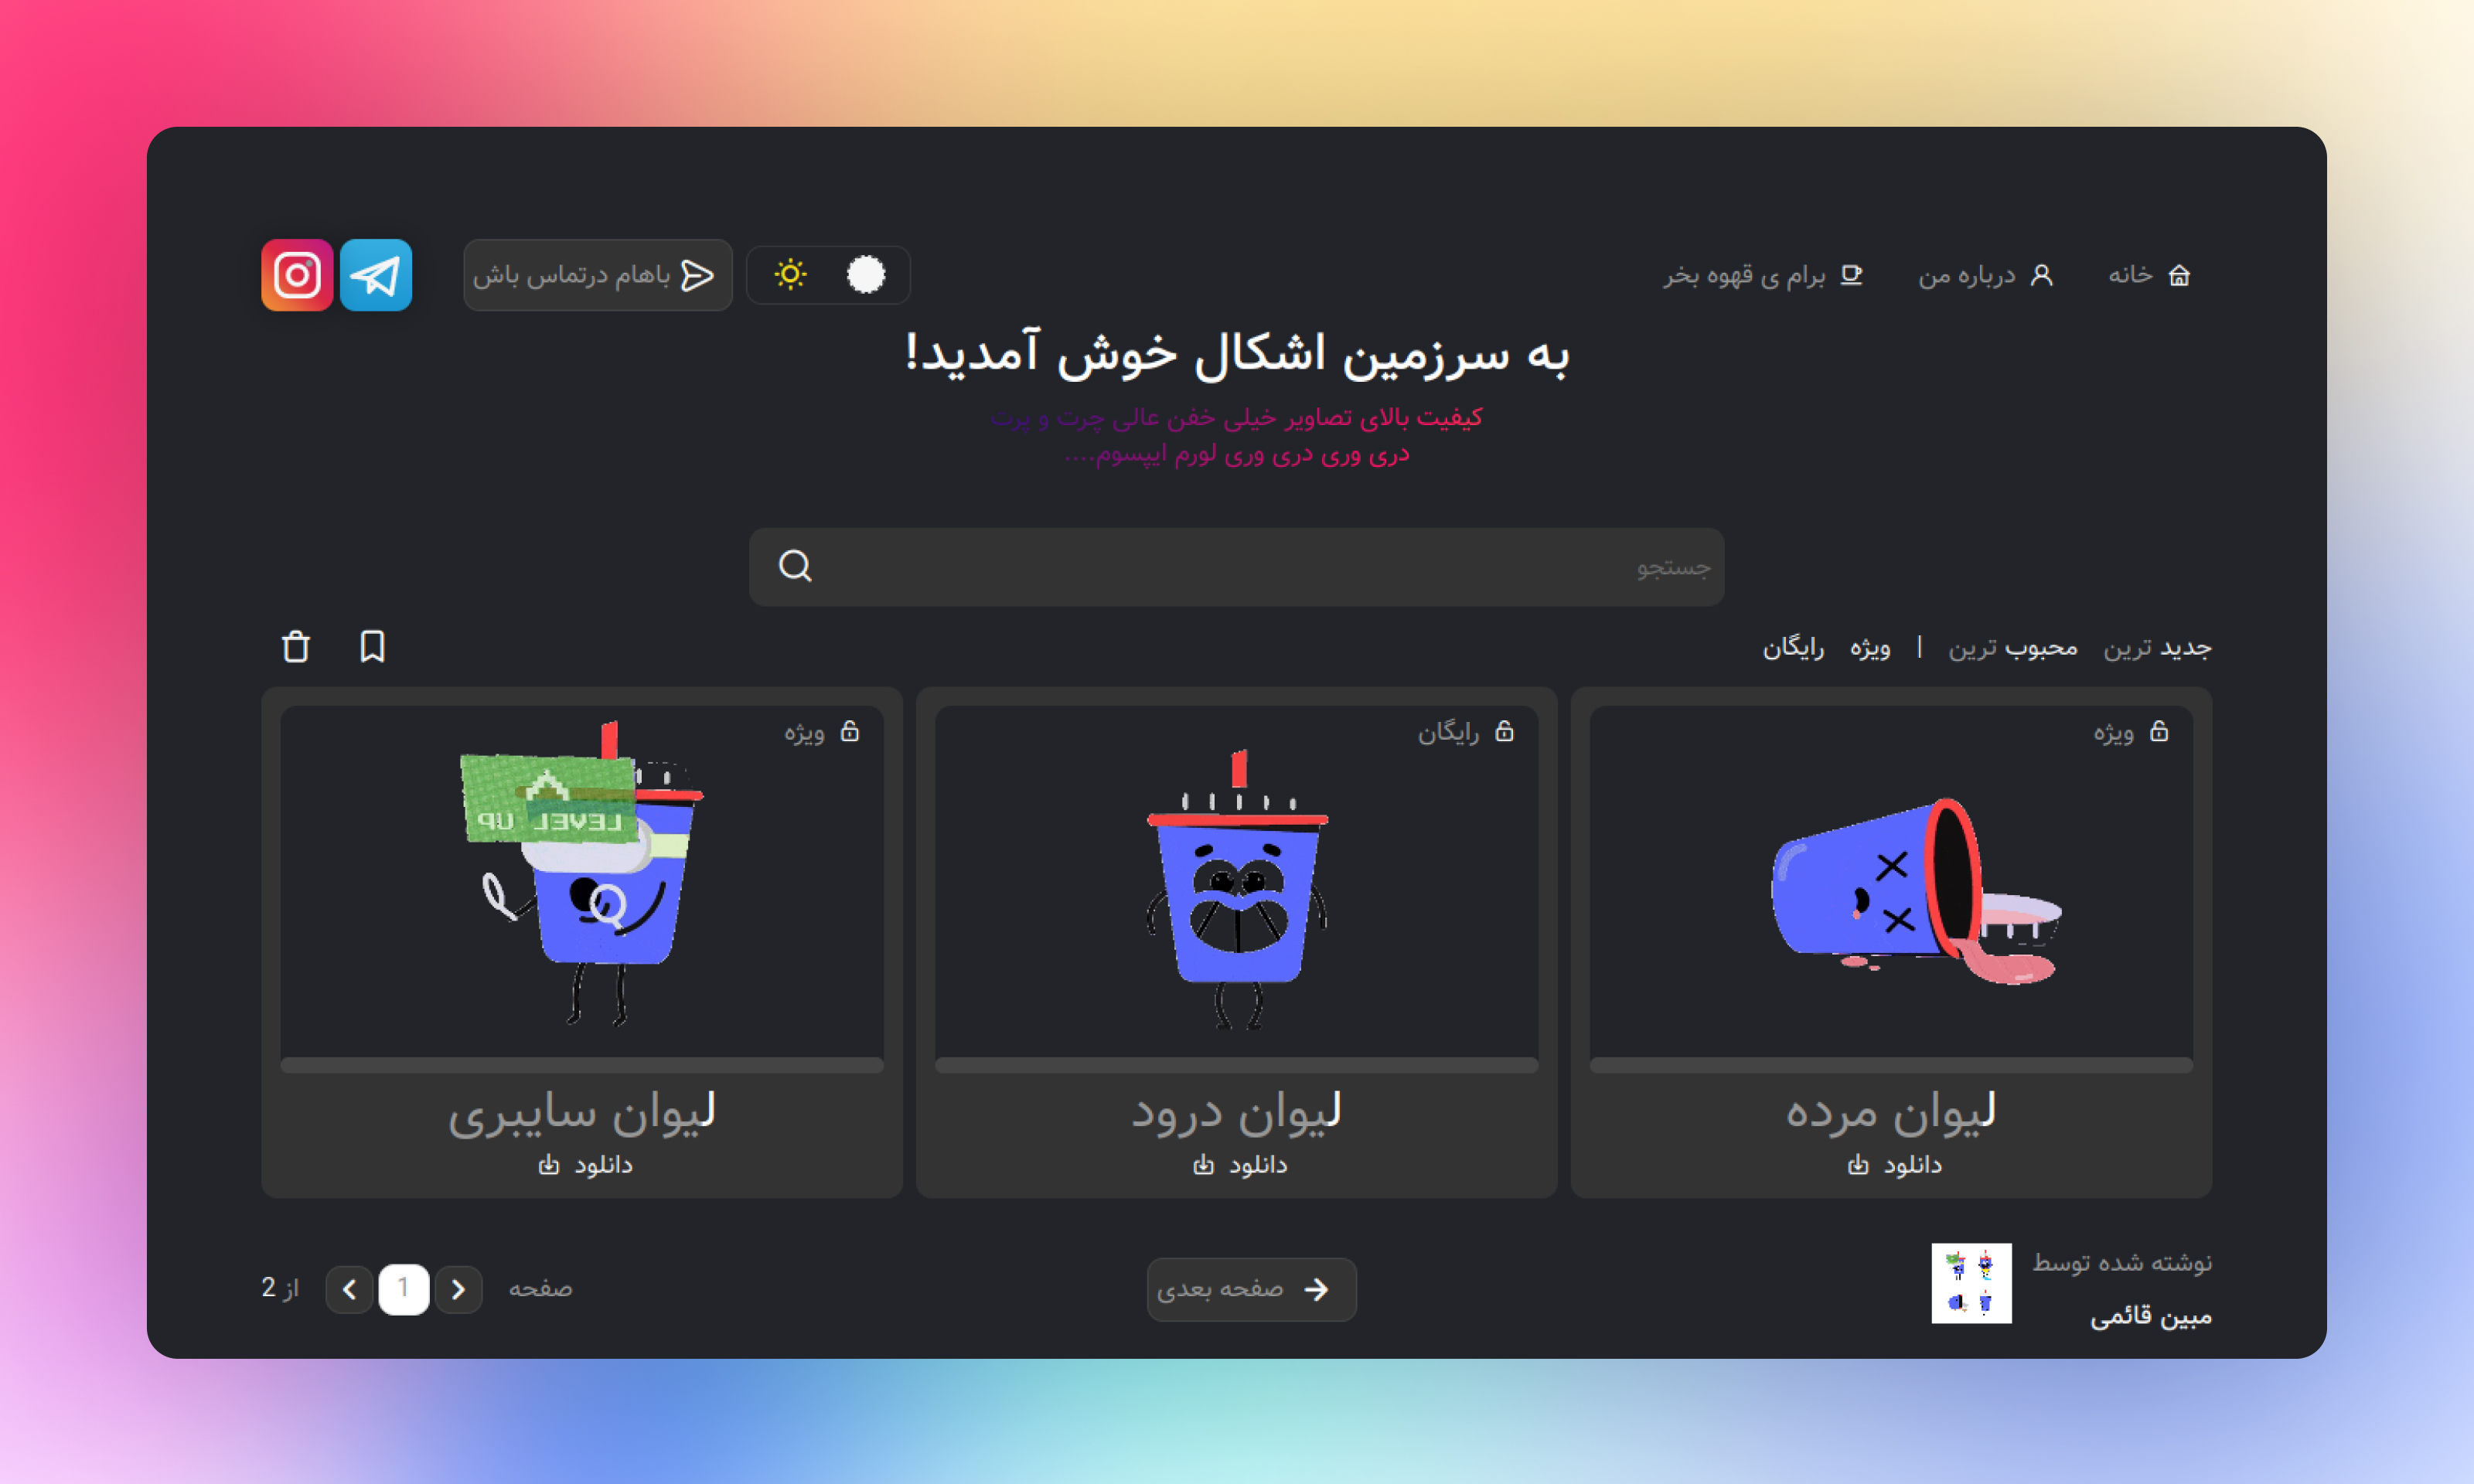 خانه
درباره من
برام ی قهوه بخر
باهام درتماس باش
به سرزمین اشکال خوش آمدید!
کیفیت بالای تصاویر خیلی خفن عالی چرت و پرت
دری وری دری وری لورم ایپسوم....
جستجو
جدید ترین محبوب ترین | ویژه رایگان
ویژه
لیوان مرده
دانلود
رایگان
لیوان درود
دانلود
ویژه
LEVEL UP
لیوان سایبری
دانلود
نوشته شده توسط
مبین قائمی
صفحه بعدی
صفحه 1 از 2